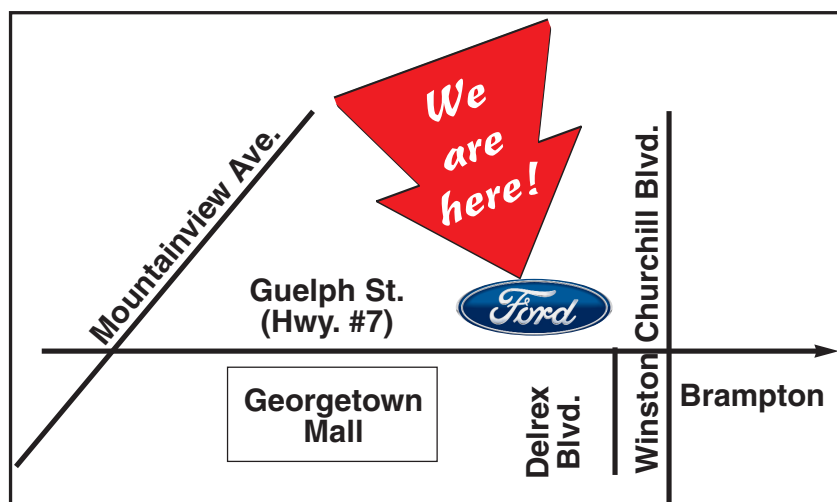 We
are
here!
Mountainview Ave.
Guelph St.
(Hwy. #7)
Ford
Winston Churchill Blvd.
Georgetown
Mall
Delrex
Blvd.
Brampton